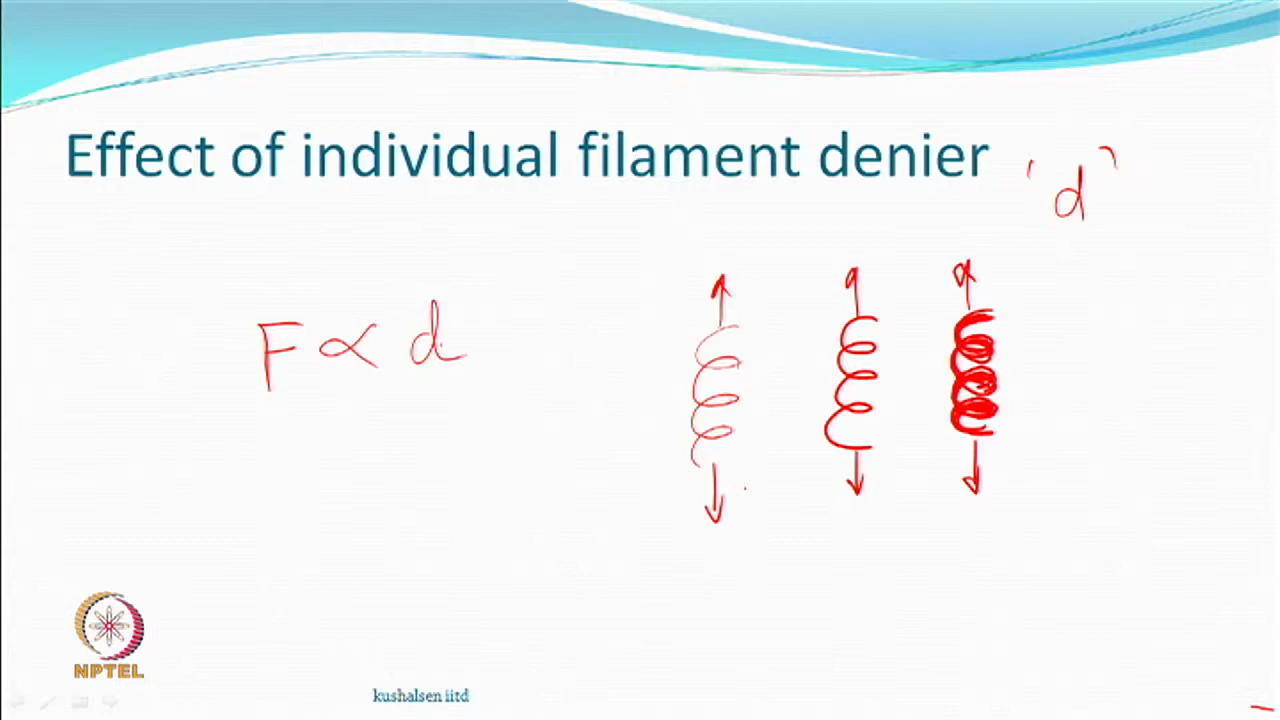 Effect of individual filament denier 'd'
F ∝ d
NPTEL
kushalsen iitd